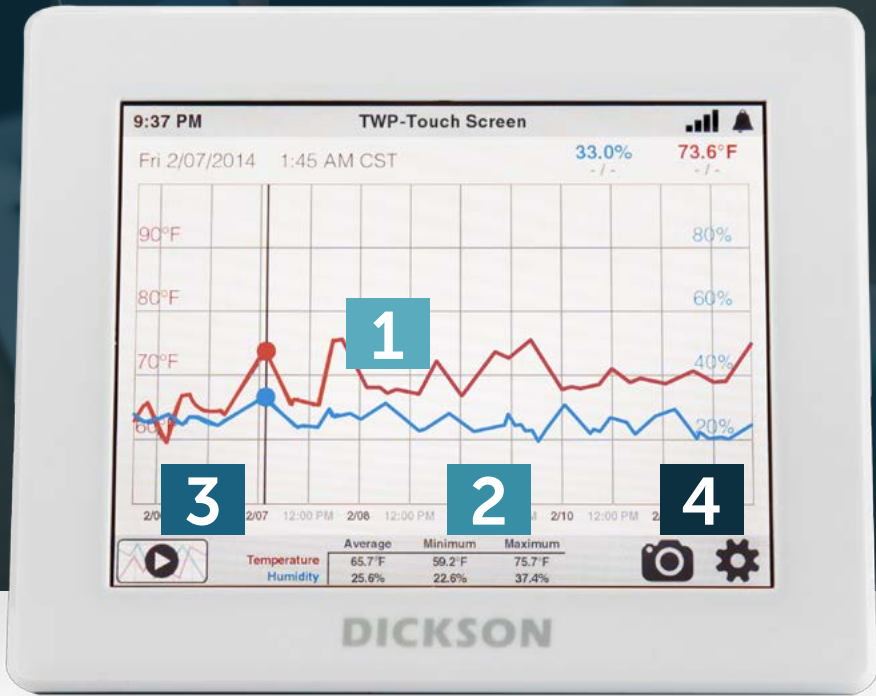 9:37 PM TWP-Touch Screen
Fri 2/07/2014 1:45 AM CST 33.0% 73.6°F
- / - - / -
90°F 80%
80°F 60%
1
70°F 40%
60°F 20%
3 2 4
2/07 12:00 PM 2/08 12:00 PM 2/10 12:00 PM
Average Minimum Maximum
Temperature 65.7°F 59.2°F 75.7°F
Humidity 25.6% 22.6% 37.4%
DICKSON